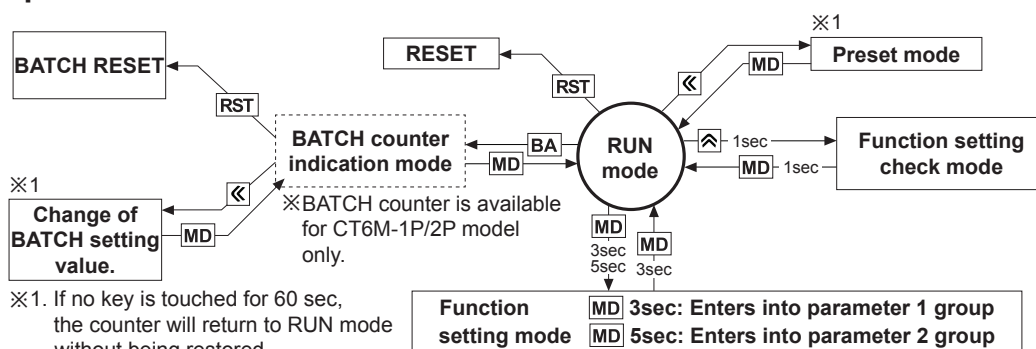 ※1
BATCH RESET
RESET
Preset mode
«
MD
RST
RST
BATCH counter
indication mode
BA
MD
RUN
mode
︽ 1sec
MD 1sec
Function setting
check mode
※1
«
MD
Change of
BATCH setting
value.
※BATCH counter is available
for CT6M-1P/2P model
only.
MD
3sec
5sec
MD
3sec
※1. If no key is touched for 60 sec,
the counter will return to RUN mode
without being restored
Function
setting mode
MD 3sec: Enters into parameter 1 group
MD 5sec: Enters into parameter 2 group